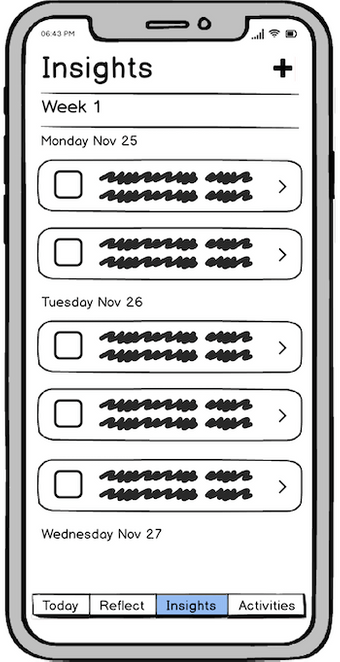 06:43 PM
Insights
Week 1
Monday Nov 25
Tuesday Nov 26
Wednesday Nov 27
Today Reflect Insights Activities